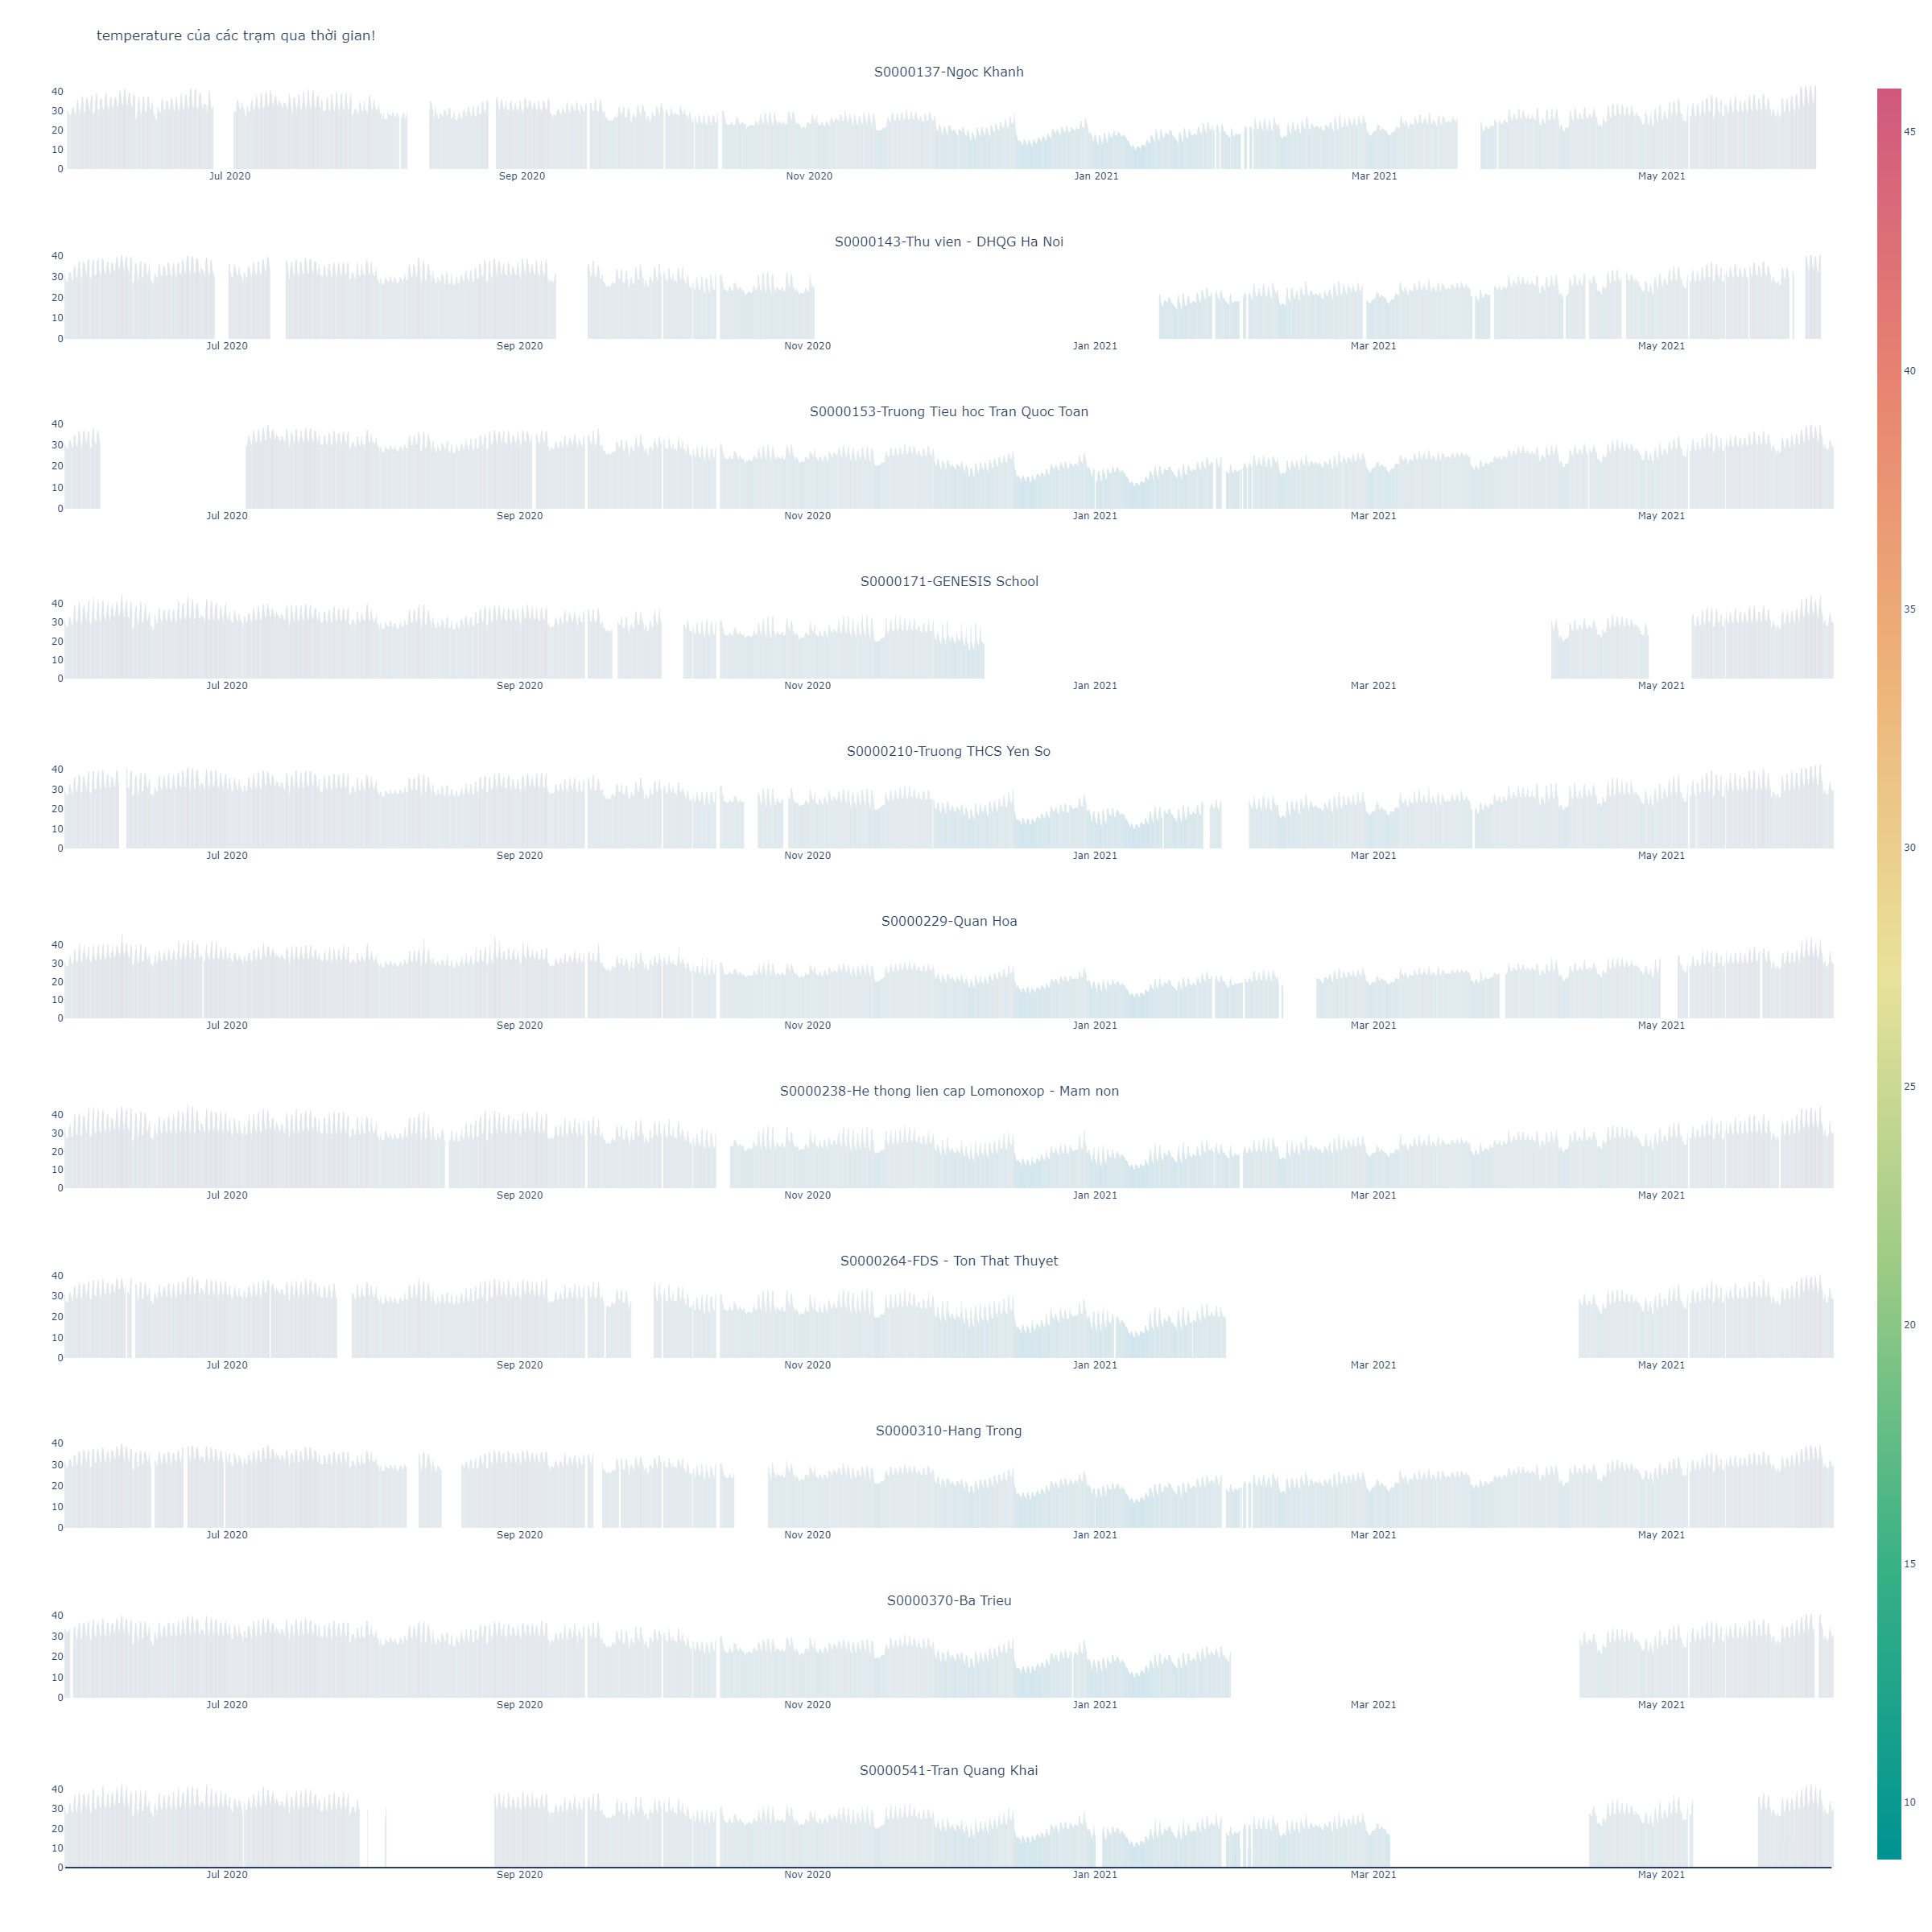 temperature của các trạm qua thời gian!
S0000137-Ngoc Khanh
40
30
20
10
0
Jul 2020 Sep 2020 Nov 2020 Jan 2021 Mar 2021 May 2021
S0000143-Thu vien - DHQG Ha Noi
40
30
20
10
0
Jul 2020 Sep 2020 Nov 2020 Jan 2021 Mar 2021 May 2021
S0000153-Truong Tieu hoc Tran Quoc Toan
40
30
20
10
0
Jul 2020 Sep 2020 Nov 2020 Jan 2021 Mar 2021 May 2021
S0000171-GENESIS School
40
30
20
10
0
Jul 2020 Sep 2020 Nov 2020 Jan 2021 Mar 2021 May 2021
S0000210-Truong THCS Yen So
40
30
20
10
0
Jul 2020 Sep 2020 Nov 2020 Jan 2021 Mar 2021 May 2021
S0000229-Quan Hoa
40
30
20
10
0
Jul 2020 Sep 2020 Nov 2020 Jan 2021 Mar 2021 May 2021
S0000238-He thong lien cap Lomonoxop - Mam non
40
30
20
10
0
Jul 2020 Sep 2020 Nov 2020 Jan 2021 Mar 2021 May 2021
S0000264-FDS - Ton That Thuyet
40
30
20
10
0
Jul 2020 Sep 2020 Nov 2020 Jan 2021 Mar 2021 May 2021
S0000310-Hang Trong
40
30
20
10
0
Jul 2020 Sep 2020 Nov 2020 Jan 2021 Mar 2021 May 2021
S0000370-Ba Trieu
40
30
20
10
0
Jul 2020 Sep 2020 Nov 2020 Jan 2021 Mar 2021 May 2021
S0000541-Tran Quang Khai
40
30
20
10
0
Jul 2020 Sep 2020 Nov 2020 Jan 2021 Mar 2021 May 2021
45
40
35
30
25
20
15
10